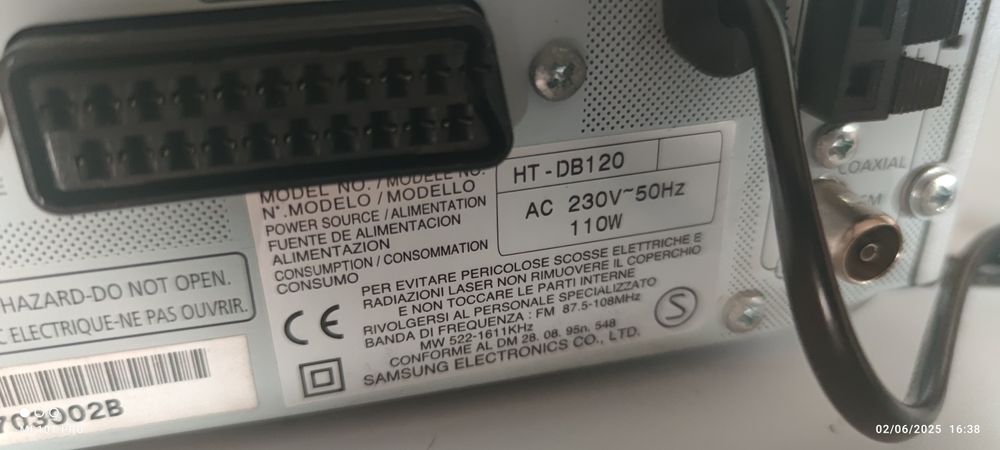 MODEL NO. / MODELE NO.
N°.MODELO / MODELLO
HT-DB120
POWER SOURCE / ALIMENTATION
FUENTE DE ALIMENTACION
ALIMENTAZION
AC 230V~50Hz
CONSUMPTION / CONSOMMATION
CONSUMO
110W
PER EVITARE PERICOLOSE SCOSSE ELETTRICHE E
RADIAZIONI LASER NON RIMUOVERE IL COPERCHIO
E NON TOCCARE LE PARTI INTERNE
RIVOLGERSI AL PERSONALE SPECIALIZZATO
BANDA DI FREQUENZA : FM 87.5-108MHz
MW 522-1611KHz
CONFORME AL DM 28. 08. 95n, 548
SAMSUNG ELECTRONICS CO., LTD.
CE
S
HAZARD-DO NOT OPEN.
ELECTRIQUE-NE PAS OUVRIR.
703002B
COAXIAL
02/06/2025 16:38